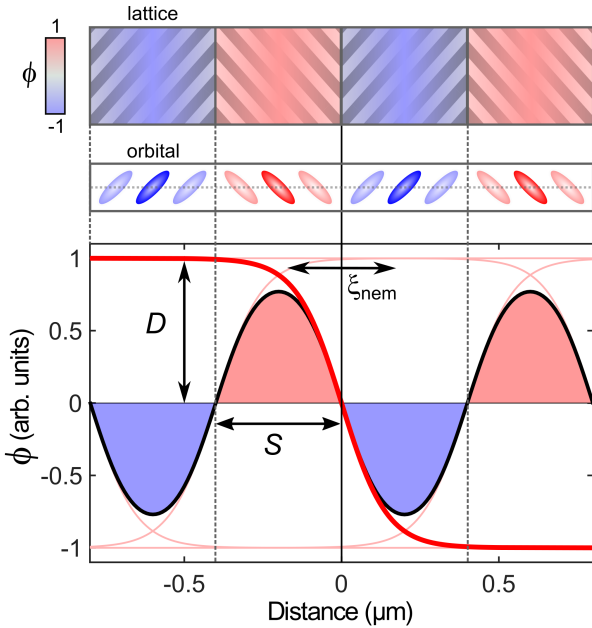 lattice
1
ϕ
-1
orbital
1
0.5
0
-0.5
-1
ϕ (arb. units)
D
ξnem
S
-0.5
0
0.5
Distance (µm)